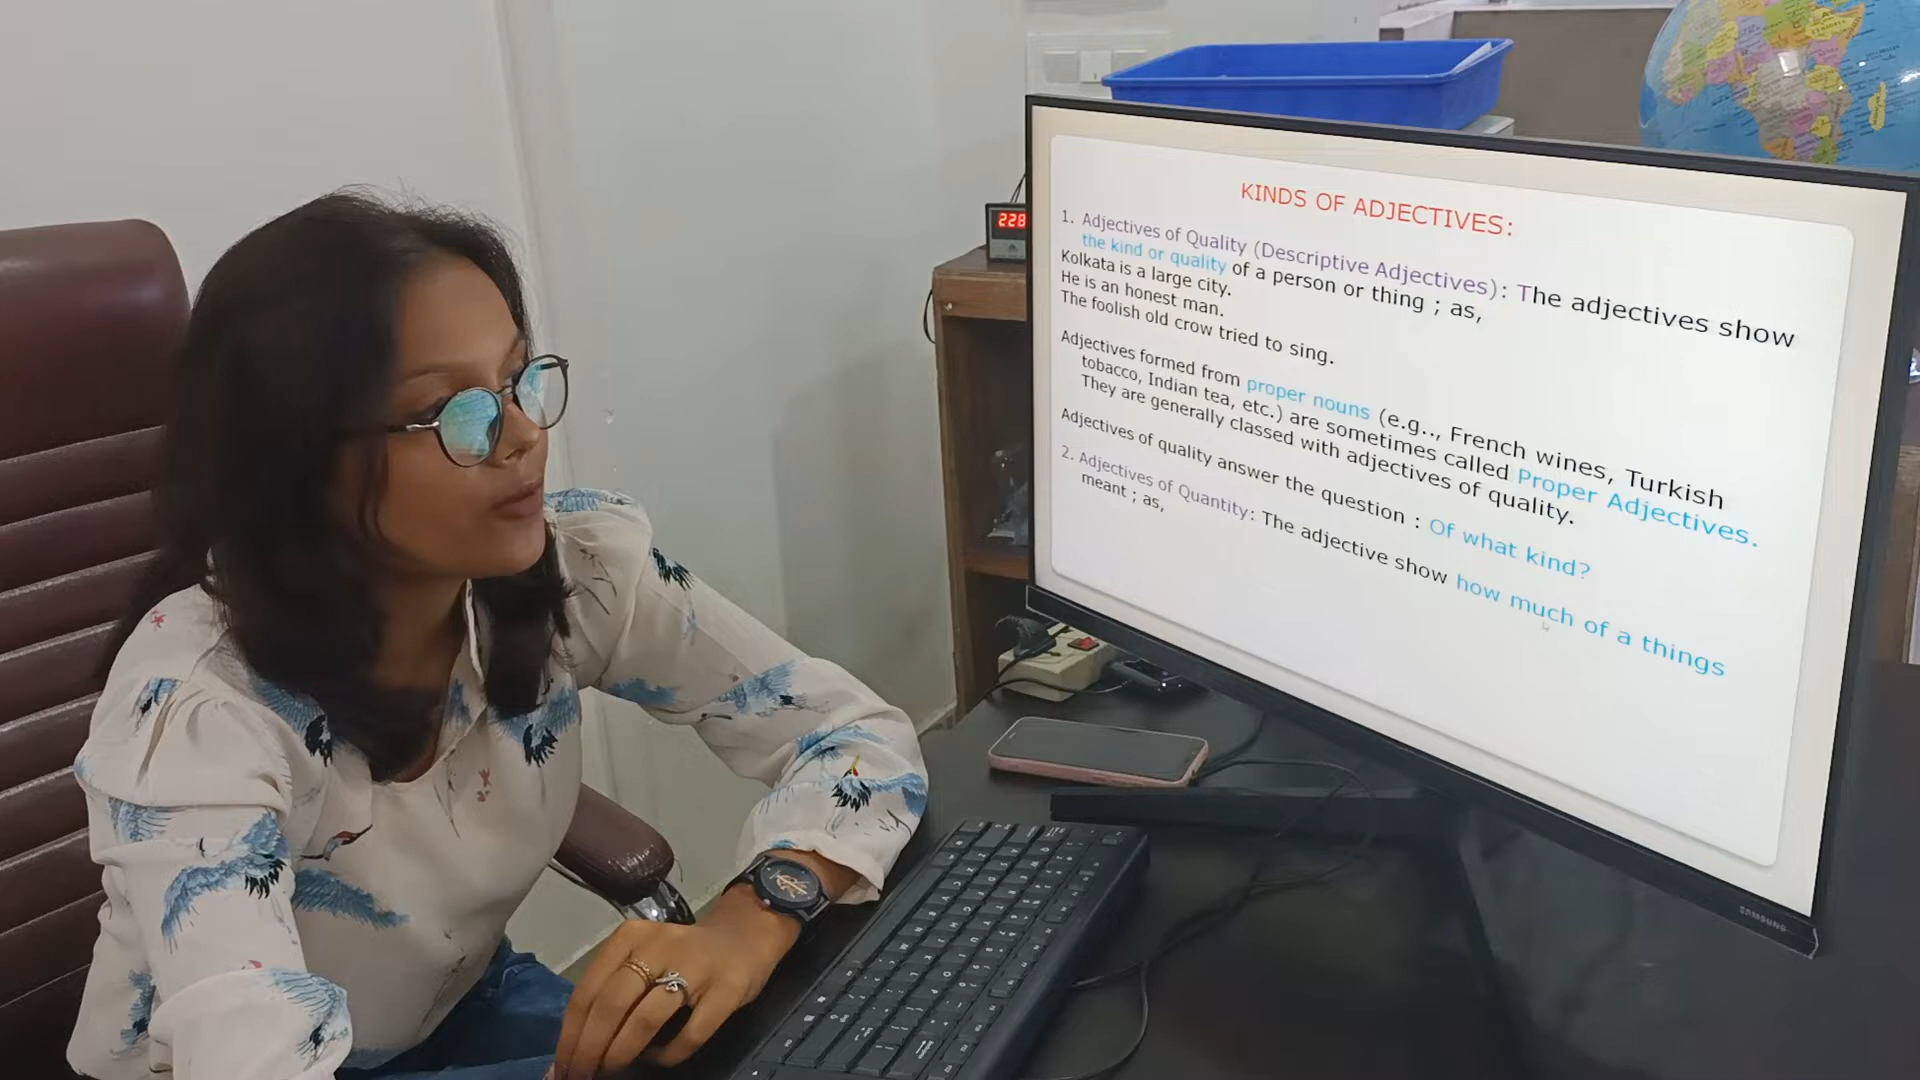 228
KINDS OF ADJECTIVES:
1. Adjectives of Quality (Descriptive Adjectives): The adjectives show
the kind or quality of a person or thing ; as,
Kolkata is a large city.
He is an honest man.
The foolish old crow tried to sing.
Adjectives formed from proper nouns (e.g.., French wines, Turkish
tobacco, Indian tea, etc.) are sometimes called Proper Adjectives.
They are generally classed with adjectives of quality.
Adjectives of quality answer the question : Of what kind?
2. Adjectives of Quantity: The adjective show how much of a things
meant ; as,
SAMSUNG